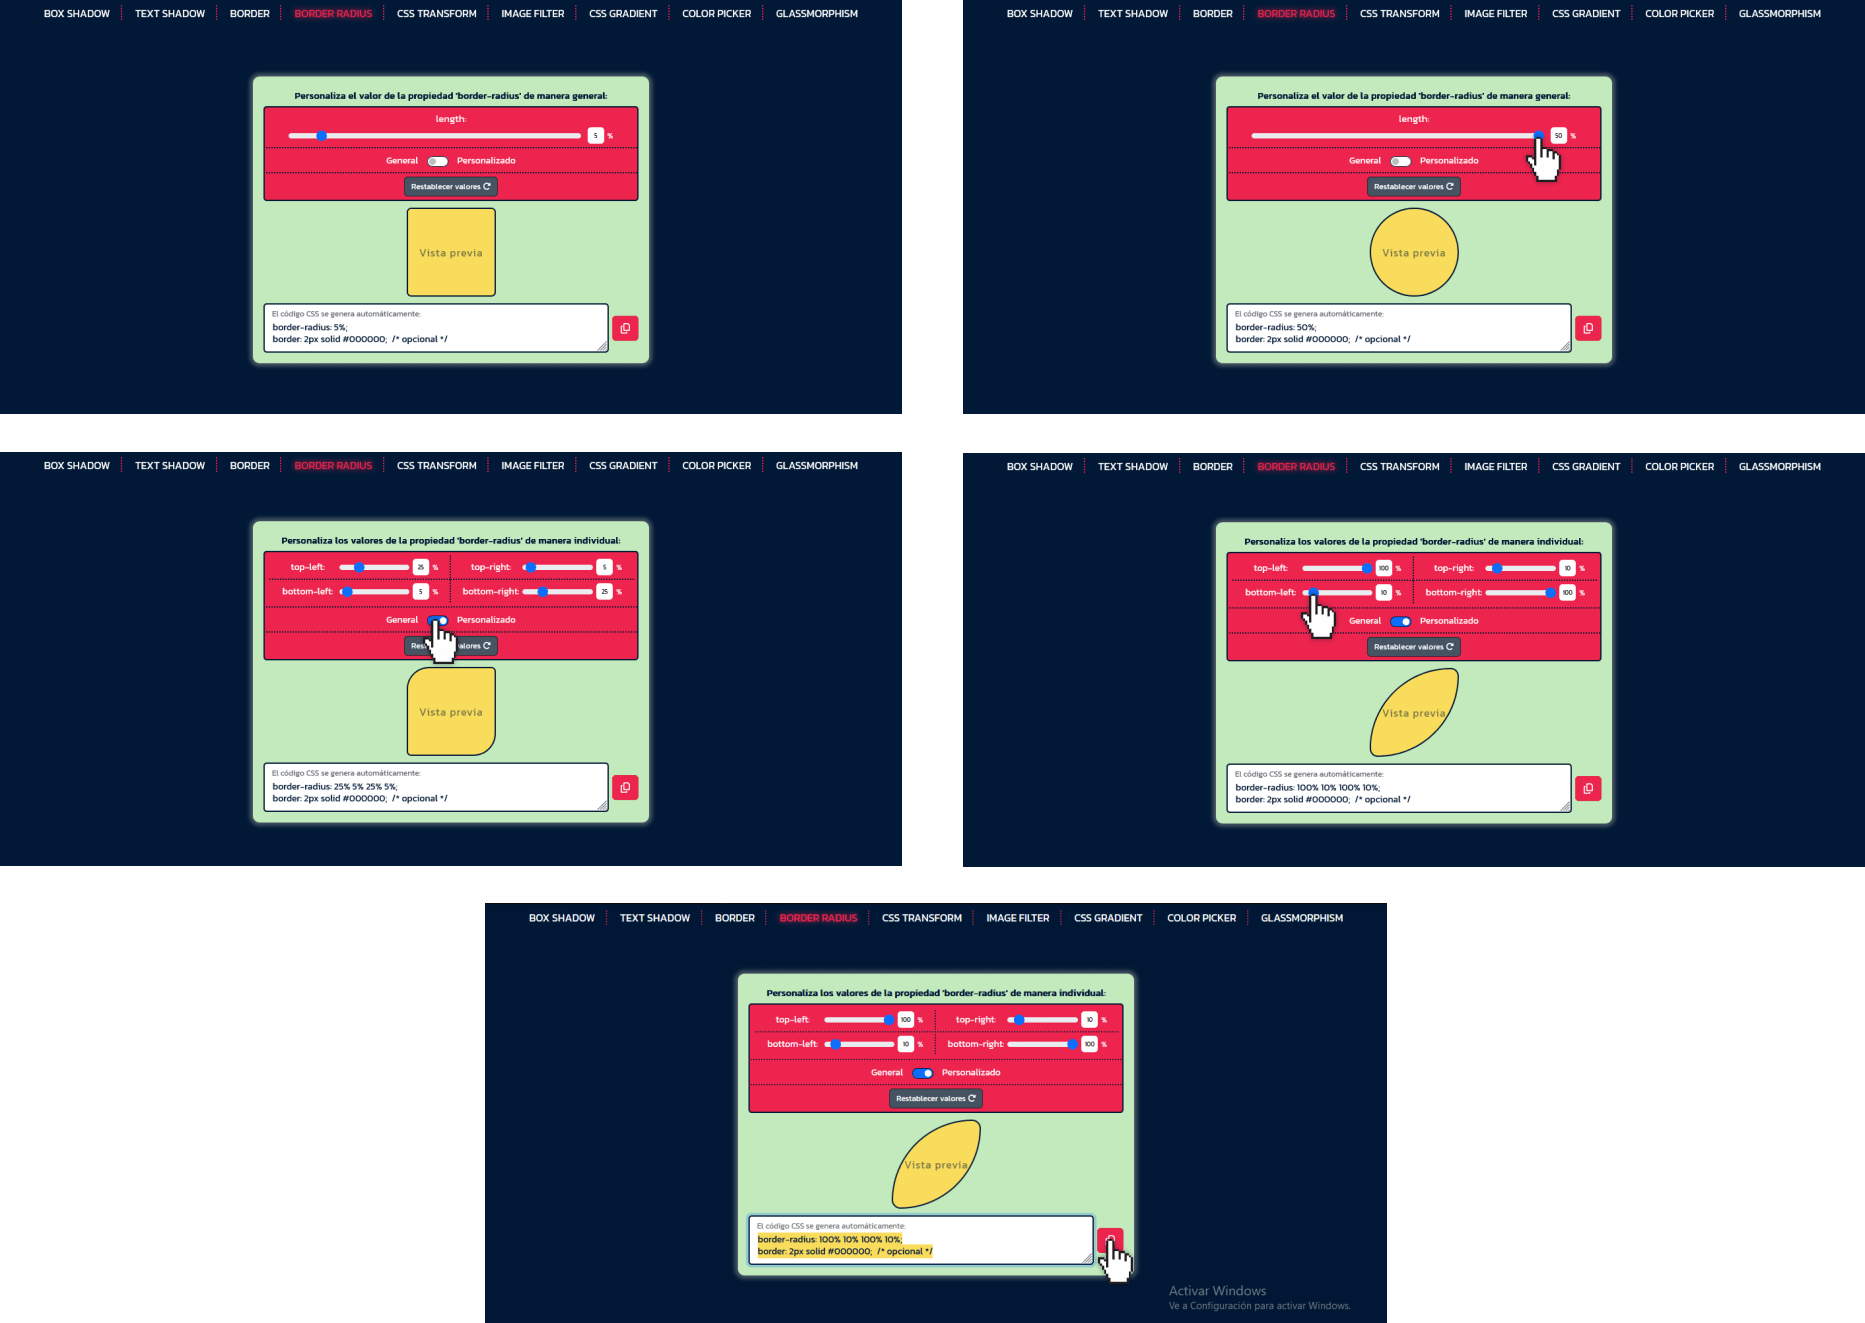 BOX SHADOW TEXT SHADOW BORDER BORDER RADIUS CSS TRANSFORM IMAGE FILTER CSS GRADIENT COLOR PICKER GLASSMORPHISM
Personaliza el valor de la propiedad 'border-radius' de manera general:
length:
5 %
General Personalizado
Restablecer valores
Vista previa
El código CSS se genera automáticamente:
border-radius: 5%;
border: 2px solid #000000; /* opcional */
BOX SHADOW TEXT SHADOW BORDER BORDER RADIUS CSS TRANSFORM IMAGE FILTER CSS GRADIENT COLOR PICKER GLASSMORPHISM
Personaliza el valor de la propiedad 'border-radius' de manera general:
length:
50 %
General Personalizado
Restablecer valores
Vista previa
El código CSS se genera automáticamente:
border-radius: 50%;
border: 2px solid #000000; /* opcional */
BOX SHADOW TEXT SHADOW BORDER BORDER RADIUS CSS TRANSFORM IMAGE FILTER CSS GRADIENT COLOR PICKER GLASSMORPHISM
Personaliza los valores de la propiedad 'border-radius' de manera individual:
top-left: 25 % top-right: 5 %
bottom-left: 5 % bottom-right: 25 %
General Personalizado
Res alores
Vista previa
El código CSS se genera automáticamente:
border-radius: 25% 5% 25% 5%;
border: 2px solid #000000; /* opcional */
BOX SHADOW TEXT SHADOW BORDER BORDER RADIUS CSS TRANSFORM IMAGE FILTER CSS GRADIENT COLOR PICKER GLASSMORPHISM
Personaliza los valores de la propiedad 'border-radius' de manera individual:
top-left: 100 % top-right: 10 %
bottom-left: 10 % bottom-right: 100 %
General Personalizado
Restablecer valores
Vista previa
El código CSS se genera automáticamente:
border-radius: 100% 10% 100% 10%;
border: 2px solid #000000; /* opcional */
BOX SHADOW TEXT SHADOW BORDER BORDER RADIUS CSS TRANSFORM IMAGE FILTER CSS GRADIENT COLOR PICKER GLASSMORPHISM
Personaliza los valores de la propiedad 'border-radius' de manera individual:
top-left: 100 % top-right: 10 %
bottom-left: 10 % bottom-right: 100 %
General Personalizado
Restablecer valores
Vista previa
El código CSS se genera automáticamente:
border-radius: 100% 10% 100% 10%;
border: 2px solid #000000; /* opcional */
Activar Windows
Ve a Configuración para activar Windows.